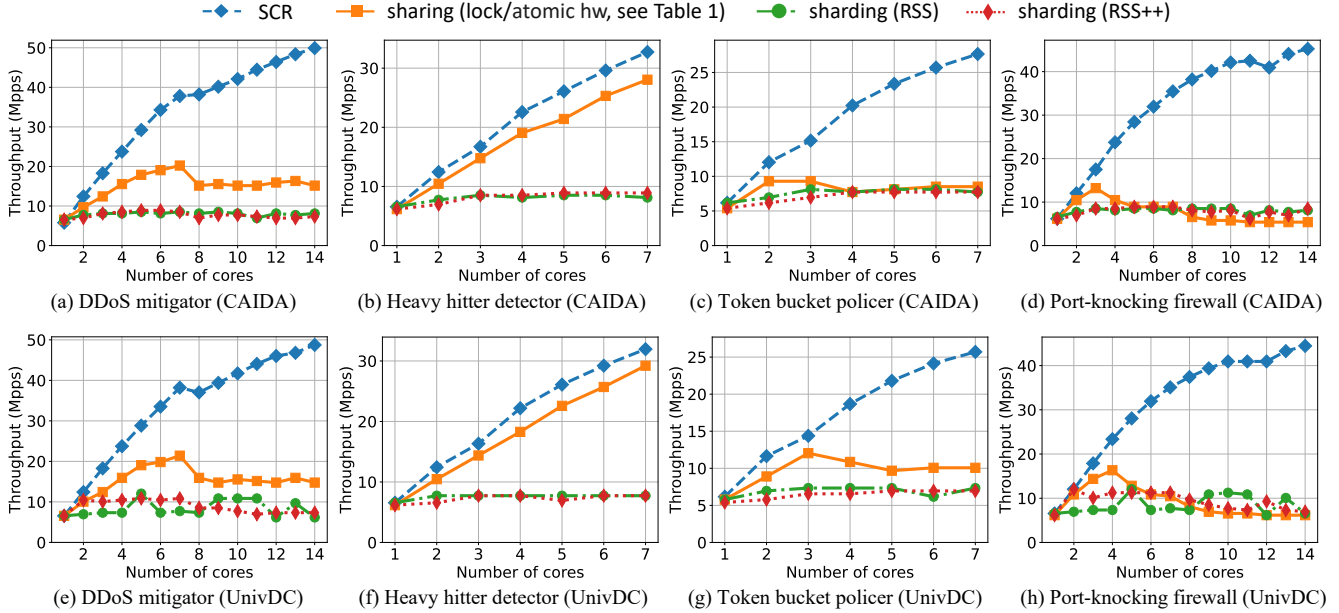 SCR sharing (lock/atomic hw, see Table 1) sharding (RSS) sharding (RSS++)
Throughput (Mpps)
50
40
30
20
10
0
2 4 6 8 10 12 14
Number of cores
(a) DDoS mitigator (CAIDA)
Throughput (Mpps)
30
20
10
0
1 2 3 4 5 6 7
Number of cores
(b) Heavy hitter detector (CAIDA)
Throughput (Mpps)
25
20
15
10
5
0
1 2 3 4 5 6 7
Number of cores
(c) Token bucket policer (CAIDA)
Throughput (Mpps)
40
30
20
10
0
2 4 6 8 10 12 14
Number of cores
(d) Port-knocking firewall (CAIDA)
Throughput (Mpps)
50
40
30
20
10
0
2 4 6 8 10 12 14
Number of cores
(e) DDoS mitigator (UnivDC)
Throughput (Mpps)
30
20
10
0
1 2 3 4 5 6 7
Number of cores
(f) Heavy hitter detector (UnivDC)
Throughput (Mpps)
25
20
15
10
5
0
1 2 3 4 5 6 7
Number of cores
(g) Token bucket policer (UnivDC)
Throughput (Mpps)
40
30
20
10
0
2 4 6 8 10 12 14
Number of cores
(h) Port-knocking firewall (UnivDC)